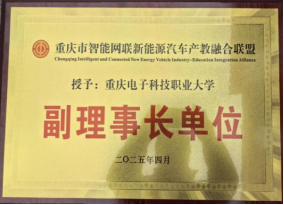 重庆市智能网联新能源汽车产教融合联盟
Chongqing Intelligent and Connected New Energy Vehicle Industry-Education Integration Alliance
授予：重庆电子科技职业大学
副理事长单位
二〇二五年四月